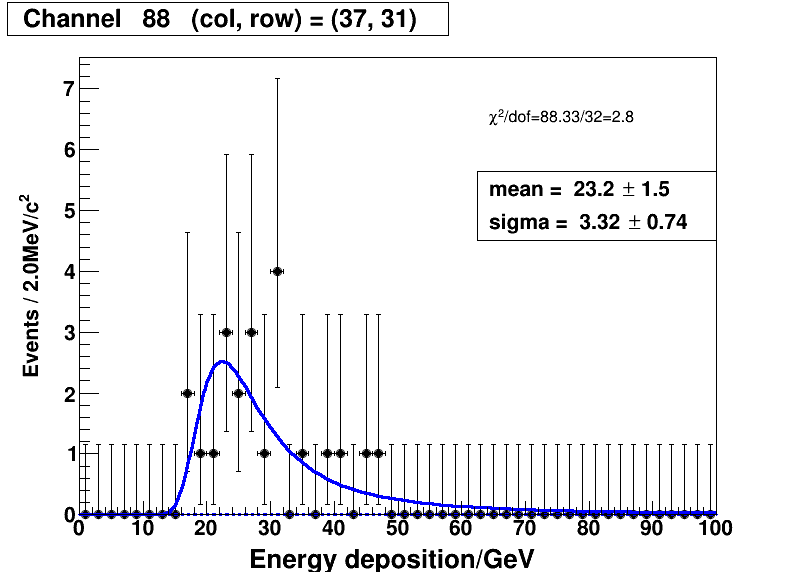 Channel 88 (col, row) = (37, 31)
χ²/dof=88.33/32=2.8
mean = 23.2 ± 1.5
sigma = 3.32 ± 0.74
Events / 2.0MeV/c²
7
6
5
4
3
2
1
0
0 10 20 30 40 50 60 70 80 90 100
Energy deposition/GeV